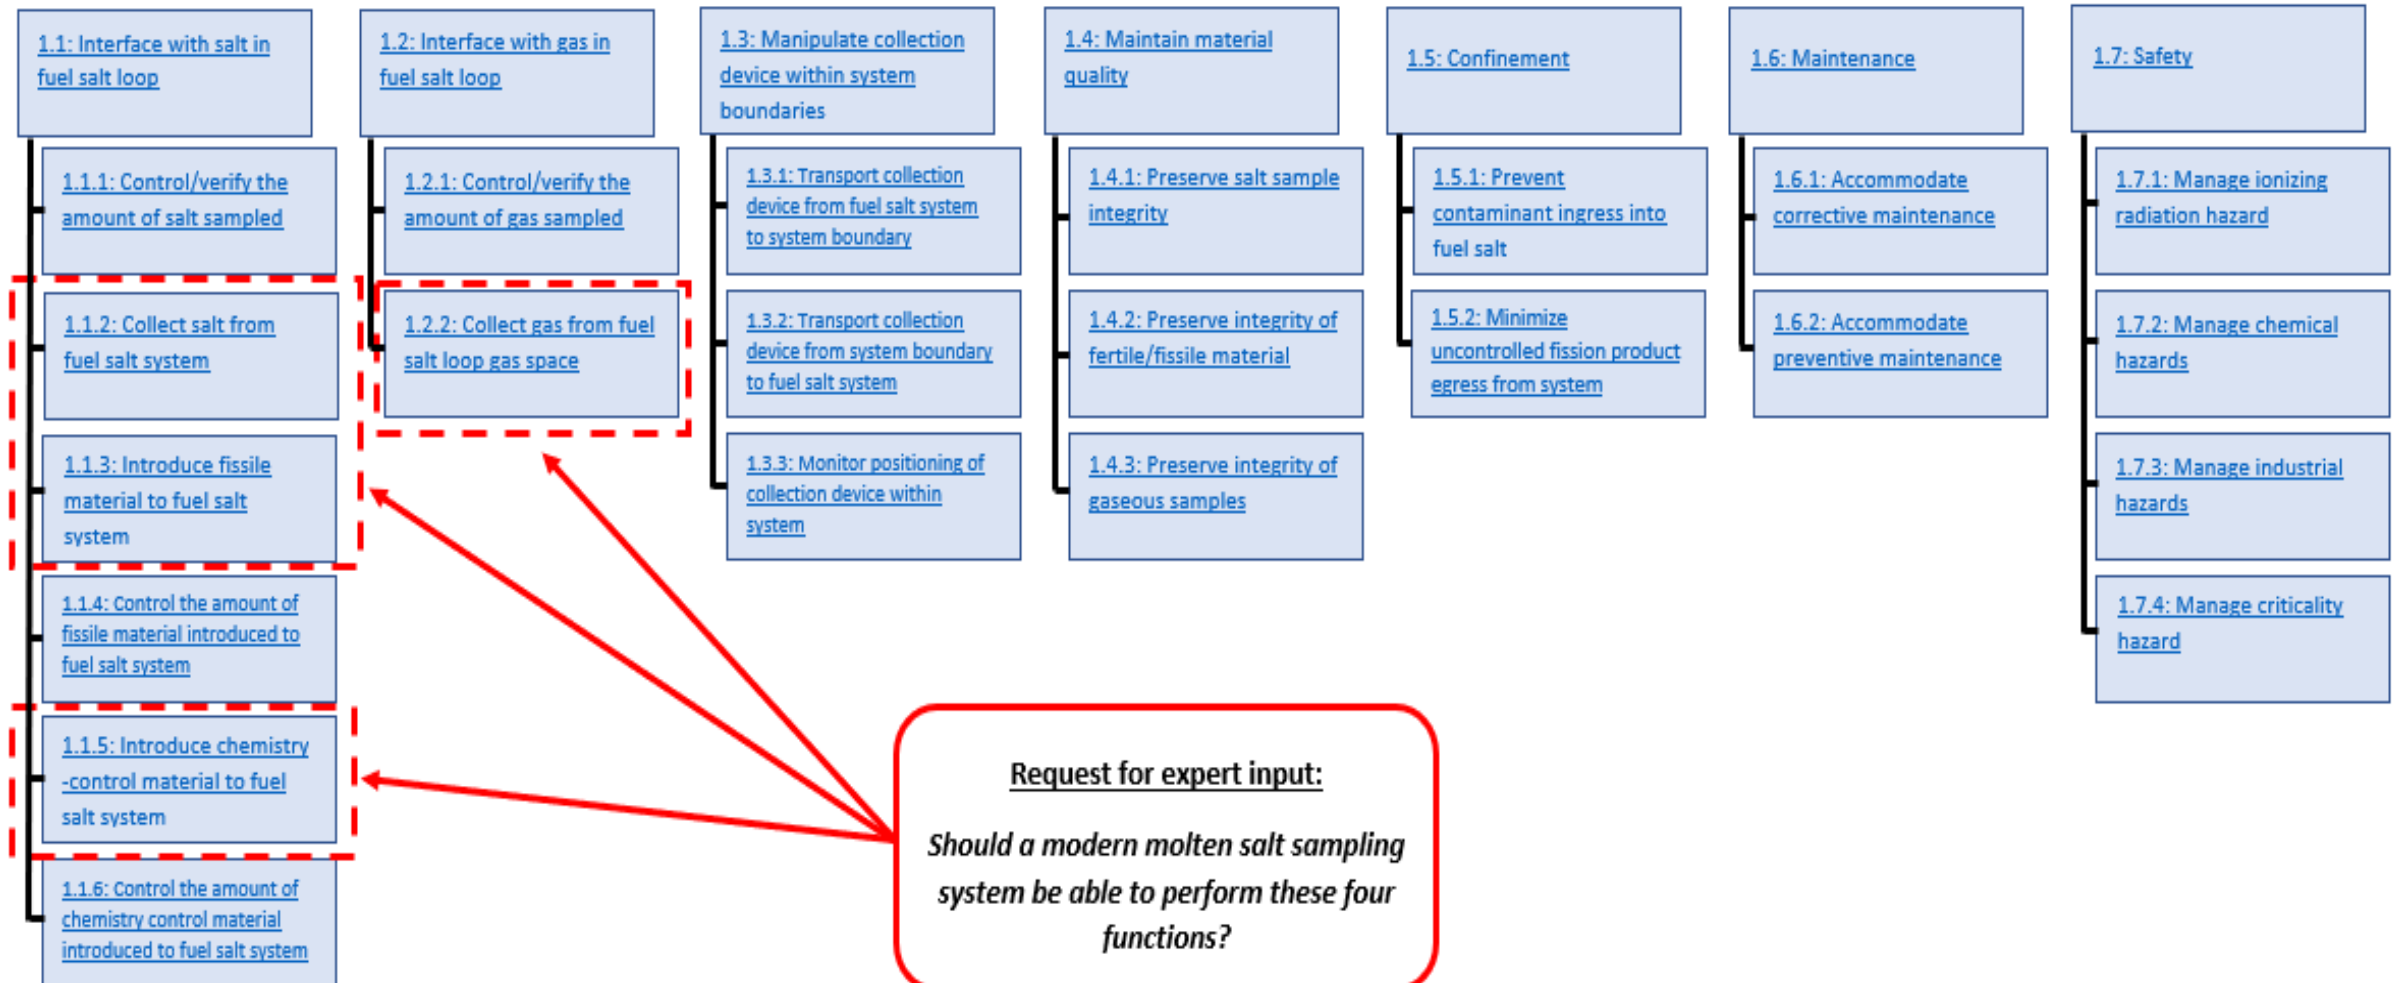 1.1: Interface with salt in
fuel salt loop
1.1.1: Control/verify the
amount of salt sampled
1.1.2: Collect salt from
fuel salt system
1.1.3: Introduce fissile
material to fuel salt
system
1.1.4: Control the amount of
fissile material introduced to
fuel salt system
1.1.5: Introduce chemistry
-control material to fuel
salt system
1.1.6: Control the amount of
chemistry control material
introduced to fuel salt system
1.2: Interface with gas in
fuel salt loop
1.2.1: Control/verify the
amount of gas sampled
1.2.2: Collect gas from fuel
salt loop gas space
1.3: Manipulate collection
device within system
boundaries
1.3.1: Transport collection
device from fuel salt system
to system boundary
1.3.2: Transport collection
device from system boundary
to fuel salt system
1.3.3: Monitor positioning of
collection device within
system
1.4: Maintain material
quality
1.4.1: Preserve salt sample
integrity
1.4.2: Preserve integrity of
fertile/fissile material
1.4.3: Preserve integrity of
gaseous samples
1.5: Confinement
1.5.1: Prevent
contaminant ingress into
fuel salt
1.5.2: Minimize
uncontrolled fission product
egress from system
1.6: Maintenance
1.6.1: Accommodate
corrective maintenance
1.6.2: Accommodate
preventive maintenance
1.7: Safety
1.7.1: Manage ionizing
radiation hazard
1.7.2: Manage chemical
hazards
1.7.3: Manage industrial
hazards
1.7.4: Manage criticality
hazard
Request for expert input:
Should a modern molten salt sampling
system be able to perform these four
functions?